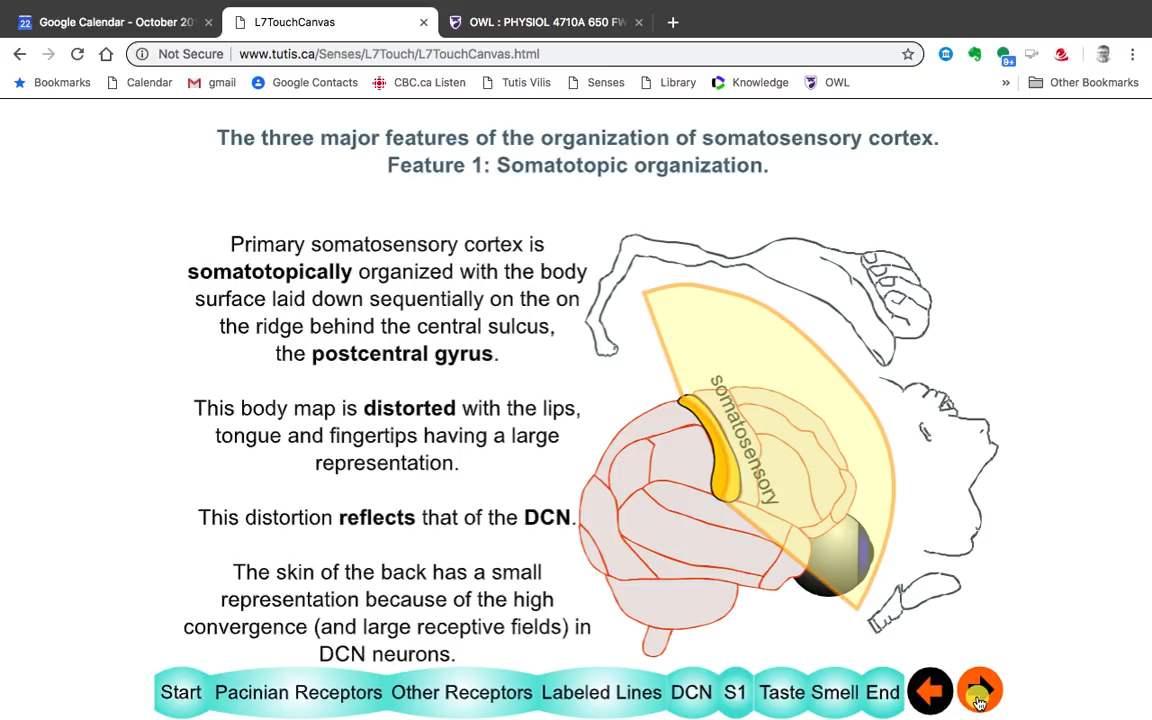 Google Calendar - October 20
L7TouchCanvas
OWL : PHYSIOL 4710A 650 FW
Not Secure www.tutis.ca/Senses/L7Touch/L7TouchCanvas.html
9+
Bookmarks Calendar gmail Google Contacts CBC.ca Listen Tutis Vilis Senses Library Knowledge OWL » Other Bookmarks
The three major features of the organization of somatosensory cortex.
Feature 1: Somatotopic organization.
Primary somatosensory cortex is
somatotopically organized with the body
surface laid down sequentially on the on
the ridge behind the central sulcus,
the postcentral gyrus.
This body map is distorted with the lips,
tongue and fingertips having a large
representation.
This distortion reflects that of the DCN.
The skin of the back has a small
representation because of the high
convergence (and large receptive fields) in
DCN neurons.
somatosensory
Start Pacinian Receptors Other Receptors Labeled Lines DCN S1 Taste Smell End